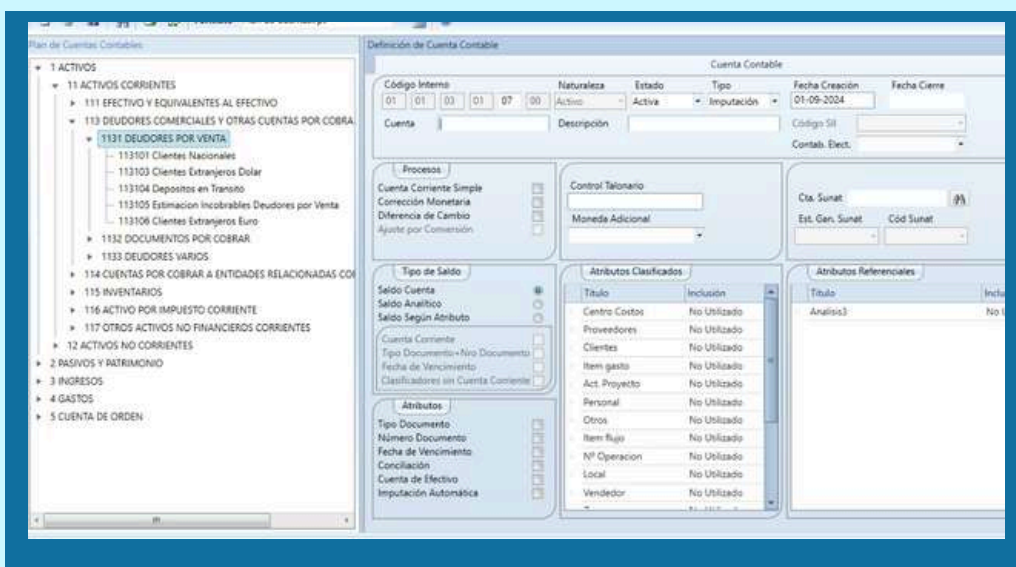 Plan de Cuentas Contables
1 ACTIVOS
11 ACTIVOS CORRIENTES
111 EFECTIVO Y EQUIVALENTES AL EFECTIVO
113 DEUDORES COMERCIALES Y OTRAS CUENTAS POR COBRA
1131 DEUDORES POR VENTA
113101 Clientes Nacionales
113103 Clientes Extranjeros Dolar
113104 Depositos en Transito
113105 Estimacion Incobrables Deudores por Venta
113106 Clientes Extranjeros Euro
1132 DOCUMENTOS POR COBRAR
1133 DEUDORES VARIOS
114 CUENTAS POR COBRAR A ENTIDADES RELACIONADAS COI
115 INVENTARIOS
116 ACTIVO POR IMPUESTO CORRIENTE
117 OTROS ACTIVOS NO FINANCIEROS CORRIENTES
12 ACTIVOS NO CORRIENTES
2 PASIVOS Y PATRIMONIO
3 INGRESOS
4 GASTOS
5 CUENTA DE ORDEN
Definición de Cuenta Contable
Cuenta Contable
Código Interno Naturaleza Estado Tipo Fecha Creación Fecha Cierre
01 01 03 01 07 00 Activo Activa Imputación 01-09-2024
Cuenta Descripción Código SII
Contab. Elect.
Procesos
Cuenta Corriente Simple
Corrección Monetaria
Diferencia de Cambio
Ajuste por Conversión
Control Talonario
Moneda Adicional
Cta. Sunat
Est. Gan. Sunat Cód Sunat
Tipo de Saldo
Saldo Cuenta
Saldo Analítico
Saldo Según Atributo
Cuenta Corriente
Tipo Documento+Nro Documento
Fecha de Vencimiento
Clasificadores sin Cuenta Corriente
Atributos
Tipo Documento
Número Documento
Fecha de Vencimiento
Conciliación
Cuenta de Efectivo
Imputación Automática
Atributos Clasificados
Titulo Inclusión
Centro Costos No Utilizado
Proveedores No Utilizado
Clientes No Utilizado
Item gasto No Utilizado
Act. Proyecto No Utilizado
Personal No Utilizado
Otros No Utilizado
Item flujo No Utilizado
Nº Operacion No Utilizado
Local No Utilizado
Vendedor No Utilizado
Atributos Referenciales
Titulo Inclu
Analisis3 No